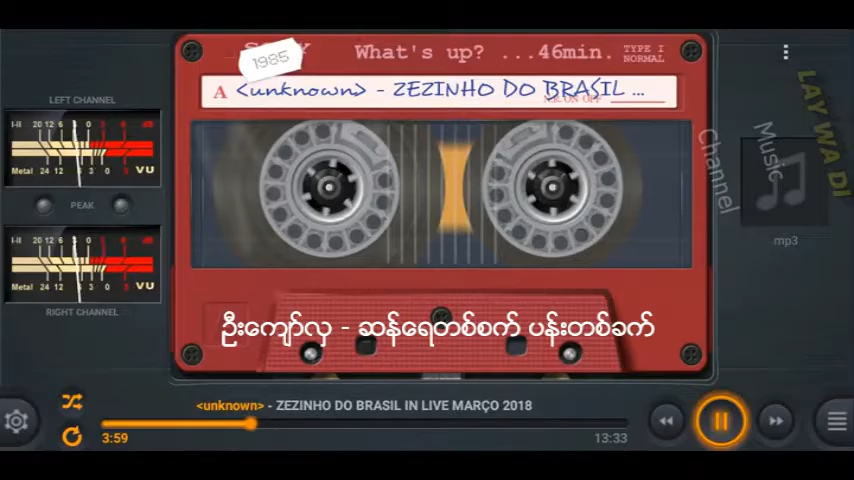 What's up? ...46min.
TYPE I
NORMAL
1985
A <unknown> - ZEZINHO DO BRASIL ...
LEFT CHANNEL
I-II 20 12 6 3 0 3 6 dB
Metal 24 12 3 0 5 VU
PEAK
I-II 20 12 6 3 0 3 6 dB
Metal 24 12 3 0 5 VU
RIGHT CHANNEL
LAY WA DI
Music
Channel
mp3
ဦးကျော်လှ - ဆန်ရေတစ်စက် ပန်းတစ်ခက်
<unknown> - ZEZINHO DO BRASIL IN LIVE MARÇO 2018
3:59
13:33